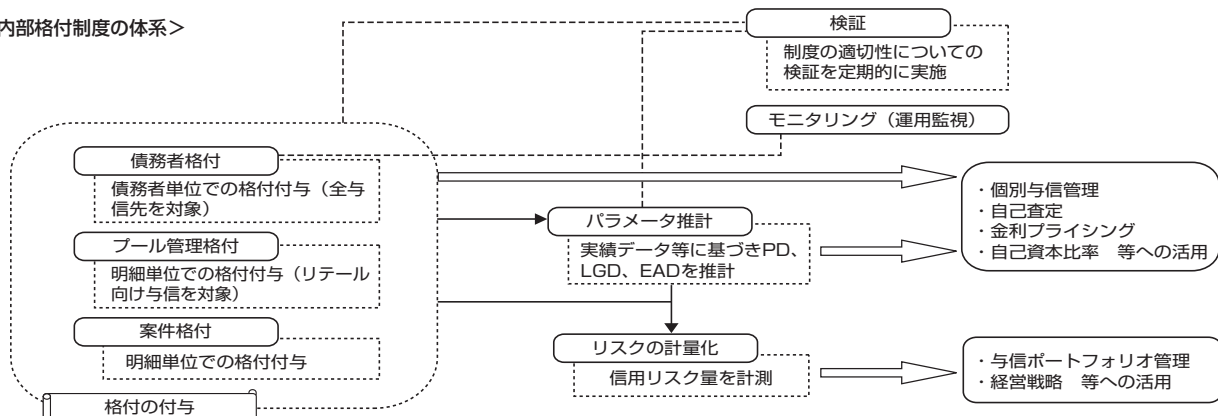 内部格付制度の体系＞
検証
制度の適切性についての
検証を定期的に実施
モニタリング（運用監視）
債務者格付
債務者単位での格付付与（全与
信先を対象）
プール管理格付
明細単位での格付付与（リテール
向け与信を対象）
案件格付
明細単位での格付付与
格付の付与
パラメータ推計
実績データ等に基づきPD、
LGD、EADを推計
リスクの計量化
信用リスク量を計測
・個別与信管理
・自己査定
・金利プライシング
・自己資本比率　等への活用
・与信ポートフォリオ管理
・経営戦略　等への活用